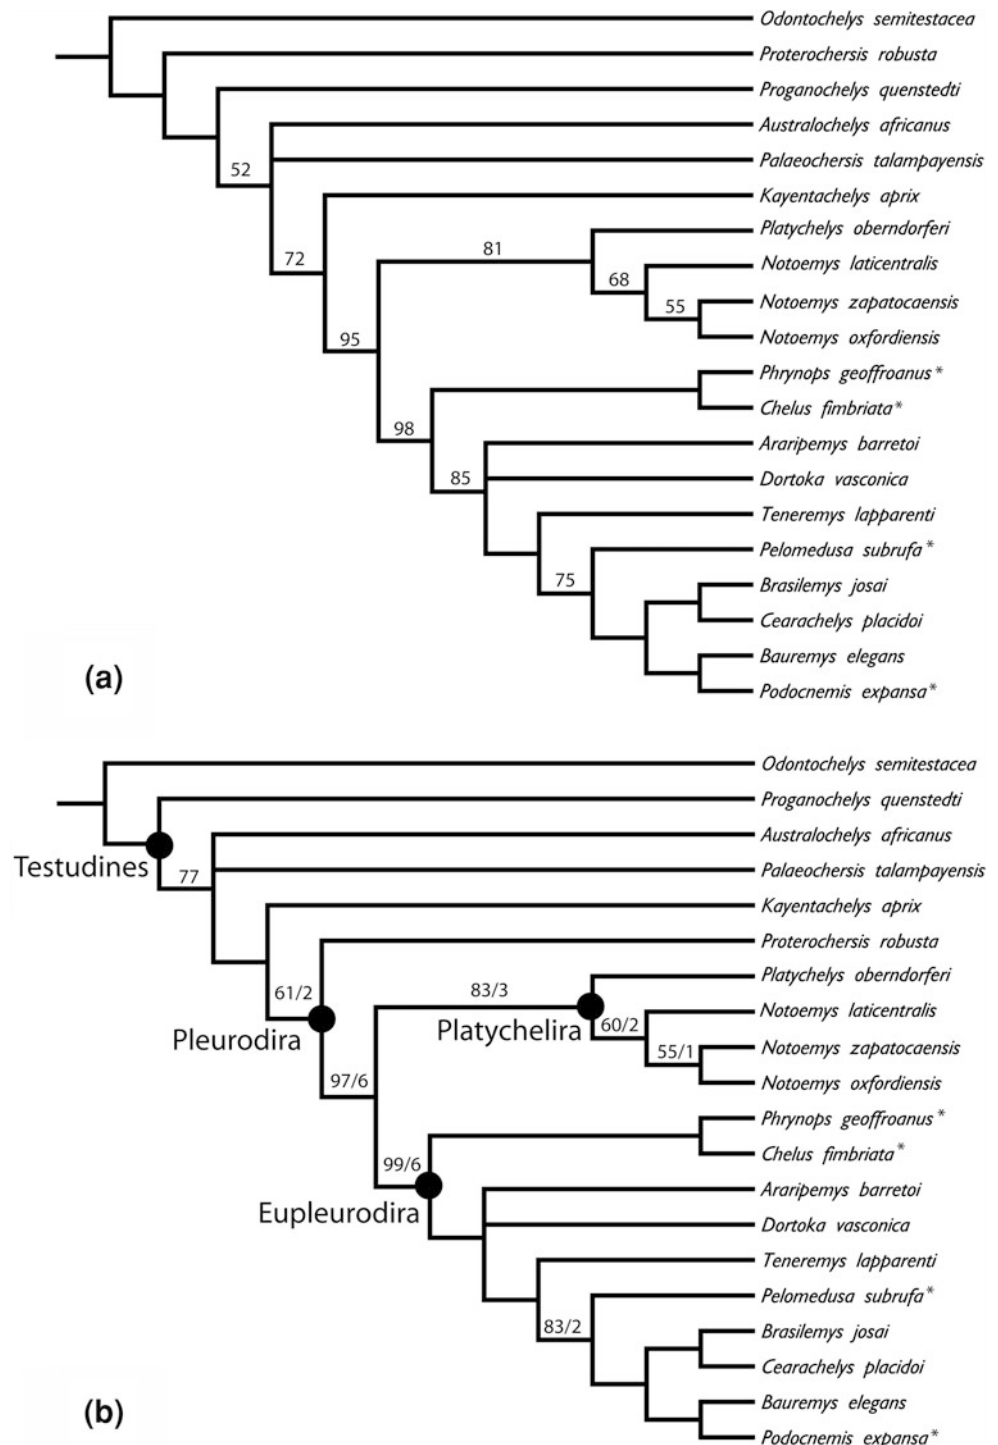 Odontochelys semitestacea
Proterochersis robusta
Proganochelys quenstedti
Australochelys africanus
52
Palaeochersis talampayensis
Kayentachelys aprix
Platychelys oberndorferi
81
72
Notoemys laticentralis
68
Notoemys zapatocaensis
55
Notoemys oxfordiensis
95
Phrynops geoffroanus*
Chelus fimbriata*
98
Araripemys barretoi
85
Dortoka vasconica
Teneremys lapparenti
Pelomedusa subrufa*
75
Brasilemys josai
Cearachelys placidoi
Bauremys elegans
(a)
Podocnemis expansa*
Odontochelys semitestacea
Proganochelys quenstedti
Australochelys africanus
Testudines
77
Palaeochersis talampayensis
Kayentachelys aprix
Proterochersis robusta
Platychelys oberndorferi
61/2
83/3
Notoemys laticentralis
Pleurodira
Platychelira
60/2
Notoemys zapatocaensis
55/1
97/6
Notoemys oxfordiensis
Phrynops geoffroanus*
Chelus fimbriata*
99/6
Araripemys barretoi
Eupleurodira
Dortoka vasconica
Teneremys lapparenti
Pelomedusa subrufa*
83/2
Brasilemys josai
Cearachelys placidoi
Bauremys elegans
(b)
Podocnemis expansa*